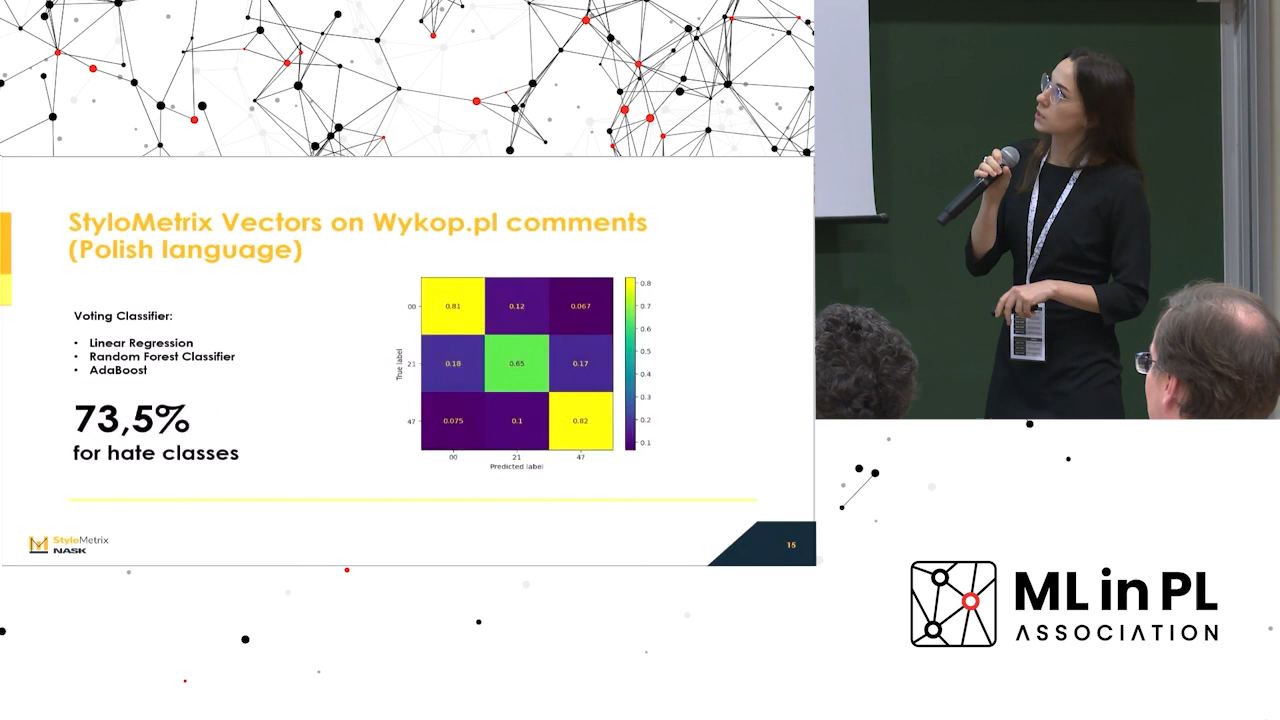 StyloMetrix Vectors on Wykop.pl comments
(Polish language)
Voting Classifier:
• Linear Regression
• Random Forest Classifier
• AdaBoost
73,5%
for hate classes
True label
00
21
47
0.81 0.12 0.067
0.18 0.65 0.17
0.075 0.1 0.82
00 21 47
Predicted label
0.8
0.7
0.6
0.5
0.4
0.3
0.2
0.1
StyloMetrix
NASK
15
ML in PL
ASSOCIATION